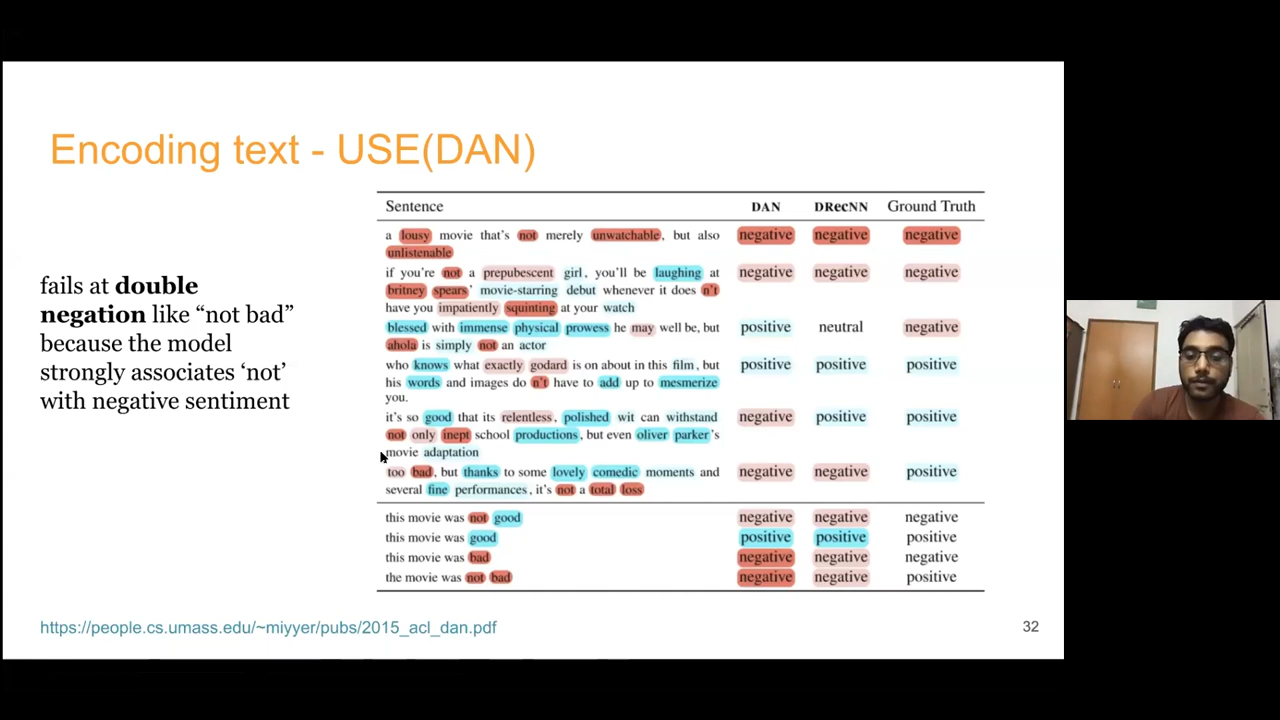 Encoding text - USE(DAN)
fails at double
negation like “not bad”
because the model
strongly associates ‘not’
with negative sentiment
Sentence DAN DRecNN Ground Truth
a lousy movie that's not merely unwatchable, but also negative negative negative
unlistenable
if you're not a prepubescent girl, you'll be laughing at negative negative negative
britney spears' movie-starring debut whenever it does n't
have you impatiently squinting at your watch
blessed with immense physical prowess he may well be, but positive neutral negative
ahola is simply not an actor
who knows what exactly godard is on about in this film, but positive positive positive
his words and images do n't have to add up to mesmerize
you.
it's so good that its relentless, polished wit can withstand negative positive positive
not only inept school productions, but even oliver parker's
movie adaptation
too bad, but thanks to some lovely comedic moments and negative negative positive
several fine performances, it's not a total loss
this movie was not good negative negative negative
this movie was good positive positive positive
this movie was bad negative negative negative
the movie was not bad negative negative positive
https://people.cs.umass.edu/~miyyer/pubs/2015_acl_dan.pdf
32